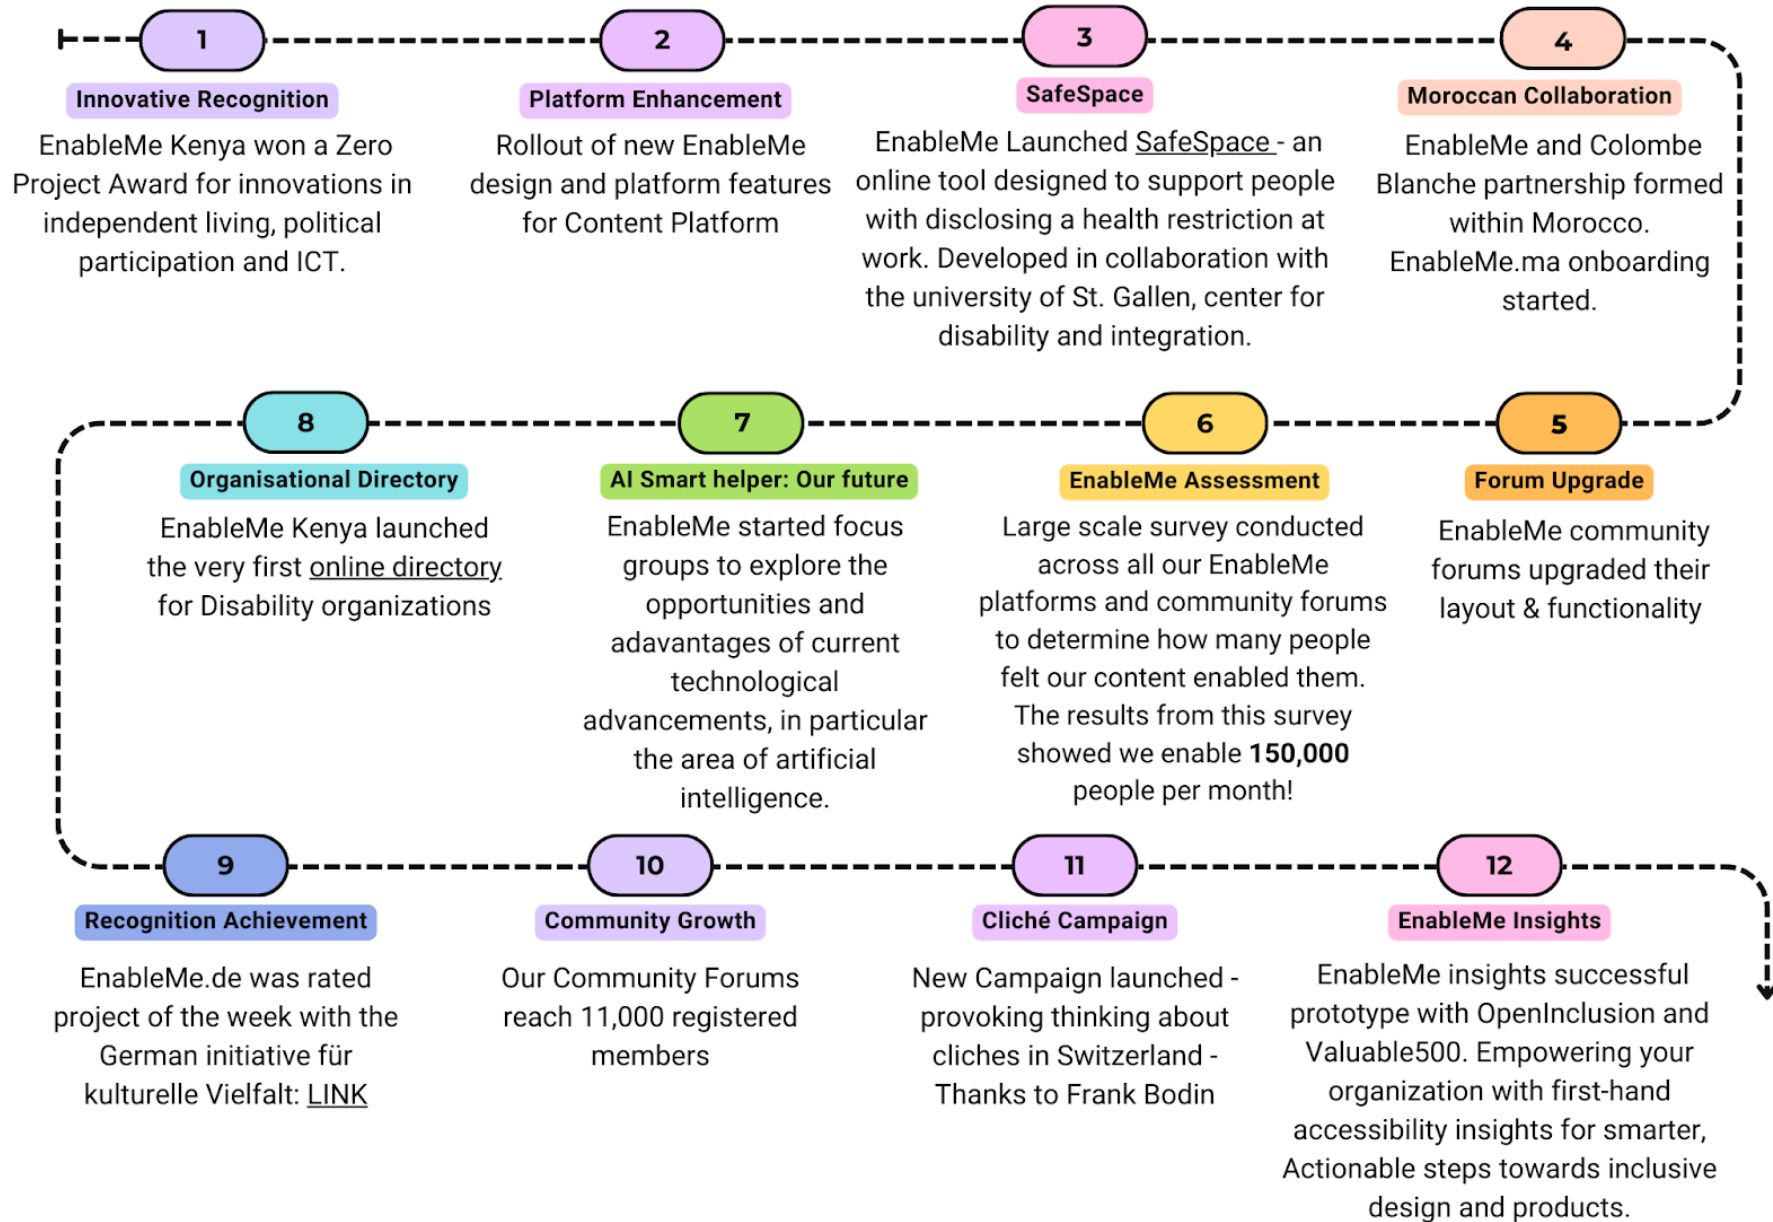 1
Innovative Recognition
EnableMe Kenya won a Zero
Project Award for innovations in
independent living, political
participation and ICT.
2
Platform Enhancement
Rollout of new EnableMe
design and platform features
for Content Platform
3
SafeSpace
EnableMe Launched SafeSpace - an
online tool designed to support people
with disclosing a health restriction at
work. Developed in collaboration with
the university of St. Gallen, center for
disability and integration.
4
Moroccan Collaboration
EnableMe and Colombe
Blanche partnership formed
within Morocco.
EnableMe.ma onboarding
started.
5
Forum Upgrade
EnableMe community
forums upgraded their
layout & functionality
6
EnableMe Assessment
Large scale survey conducted
across all our EnableMe
platforms and community forums
to determine how many people
felt our content enabled them.
The results from this survey
showed we enable 150,000
people per month!
7
AI Smart helper: Our future
EnableMe started focus
groups to explore the
opportunities and
adavantages of current
technological
advancements, in particular
the area of artificial
intelligence.
8
Organisational Directory
EnableMe Kenya launched
the very first online directory
for Disability organizations
9
Recognition Achievement
EnableMe.de was rated
project of the week with the
German initiative für
kulturelle Vielfalt: LINK
10
Community Growth
Our Community Forums
reach 11,000 registered
members
11
Cliché Campaign
New Campaign launched -
provoking thinking about
cliches in Switzerland -
Thanks to Frank Bodin
12
EnableMe Insights
EnableMe insights successful
prototype with OpenInclusion and
Valuable500. Empowering your
organization with first-hand
accessibility insights for smarter,
Actionable steps towards inclusive
design and products.